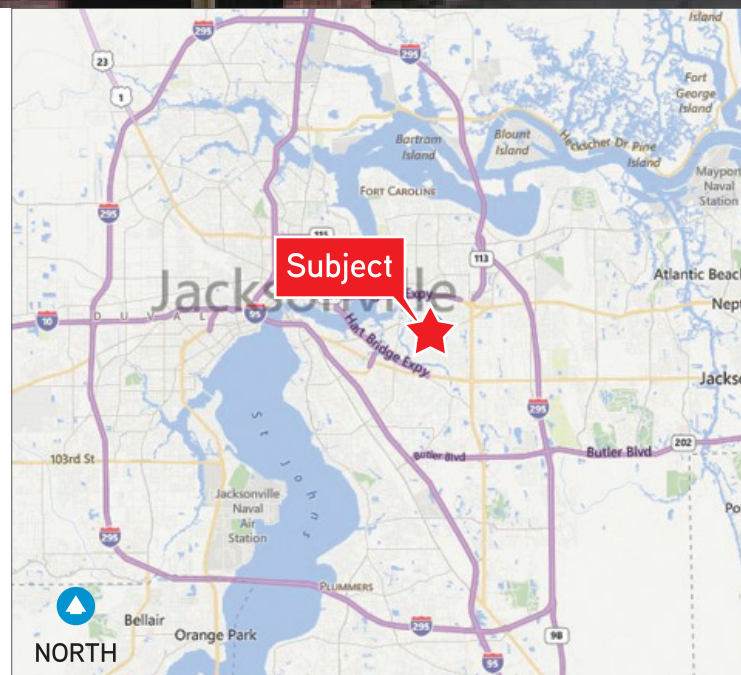 Island
295
295
23
Fort
George
Island
1
Bartram
Island
Blount
Island
Heckscher Dr
Pine
Island
Mayport
Naval
Station
FORT CAROLINE
295
115
113
Subject
Atlantic Beach
Jacksonville
Expy
Nept
10
DUVAL
95
Hart Bridge Expy
Jackso
295
St Johns
202
Butler Blvd
Butler Blvd
103rd St
Jacksonville
Naval
Air
Station
Po
295
PLUMMERS
Bellair
295
Orange Park
98
NORTH
95